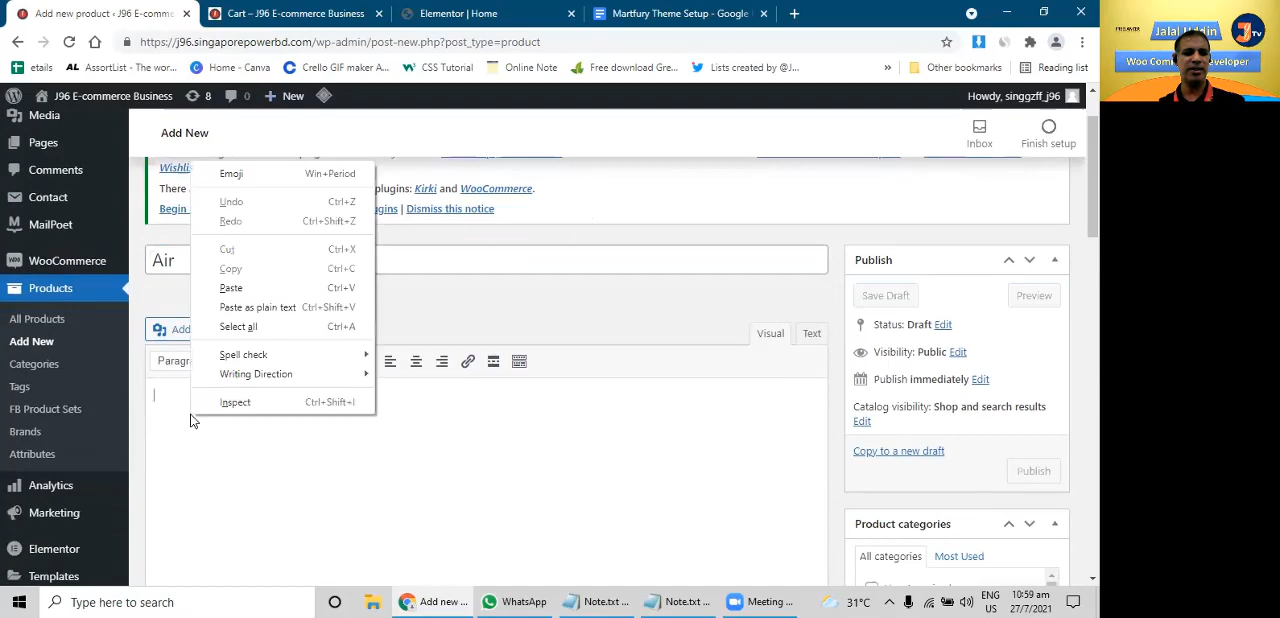 Add new product ‹ J96 E-commerce
Cart – J96 E-commerce Business
Elementor | Home
Martfury Theme Setup - Google
https://j96.singaporepowerbd.com/wp-admin/post-new.php?post_type=product
etails
AL AssortList - The wor...
Home - Canva
Crello GIF maker A...
CSS Tutorial
Online Note
Free download Gre...
Lists created by @J...
»
Other bookmarks
Reading list
J96 E-commerce Business
8
0
+ New
Howdy, singgzff_j96
Add New
Inbox
Finish setup
Media
Pages
Comments
Contact
MailPoet
WooCommerce
Products
All Products
Add New
Categories
Tags
FB Product Sets
Brands
Attributes
Analytics
Marketing
Elementor
Templates
Wishli
There
plugins: Kirki and WooCommerce.
Begin
gins | Dismiss this notice
Air
Add
Visual
Text
Paragr
Emoji Win+Period
Undo Ctrl+Z
Redo Ctrl+Shift+Z
Cut Ctrl+X
Copy Ctrl+C
Paste Ctrl+V
Paste as plain text Ctrl+Shift+V
Select all Ctrl+A
Spell check
Writing Direction
Inspect Ctrl+Shift+I
Publish
Save Draft
Preview
Status: Draft Edit
Visibility: Public Edit
Publish immediately Edit
Catalog visibility: Shop and search results
Edit
Copy to a new draft
Publish
Product categories
All categories
Most Used
Type here to search
Add new ...
WhatsApp
Note.txt ...
Note.txt ...
Meeting ...
31°C
ENG
US
10:59 am
27/7/2021
Jalal Uddin
TV
Woo Com
Developer